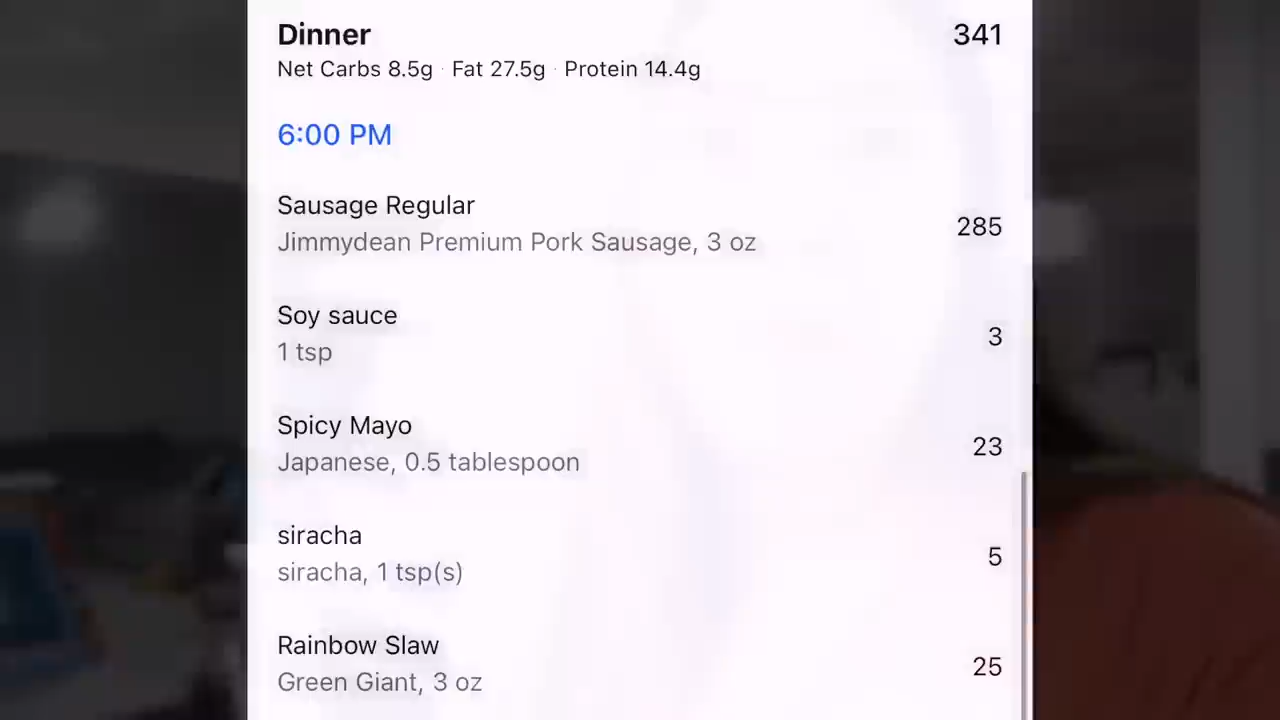 Dinner 341
Net Carbs 8.5g · Fat 27.5g · Protein 14.4g
6:00 PM
Sausage Regular
Jimmydean Premium Pork Sausage, 3 oz 285
Soy sauce
1 tsp 3
Spicy Mayo
Japanese, 0.5 tablespoon 23
siracha
siracha, 1 tsp(s) 5
Rainbow Slaw
Green Giant, 3 oz 25